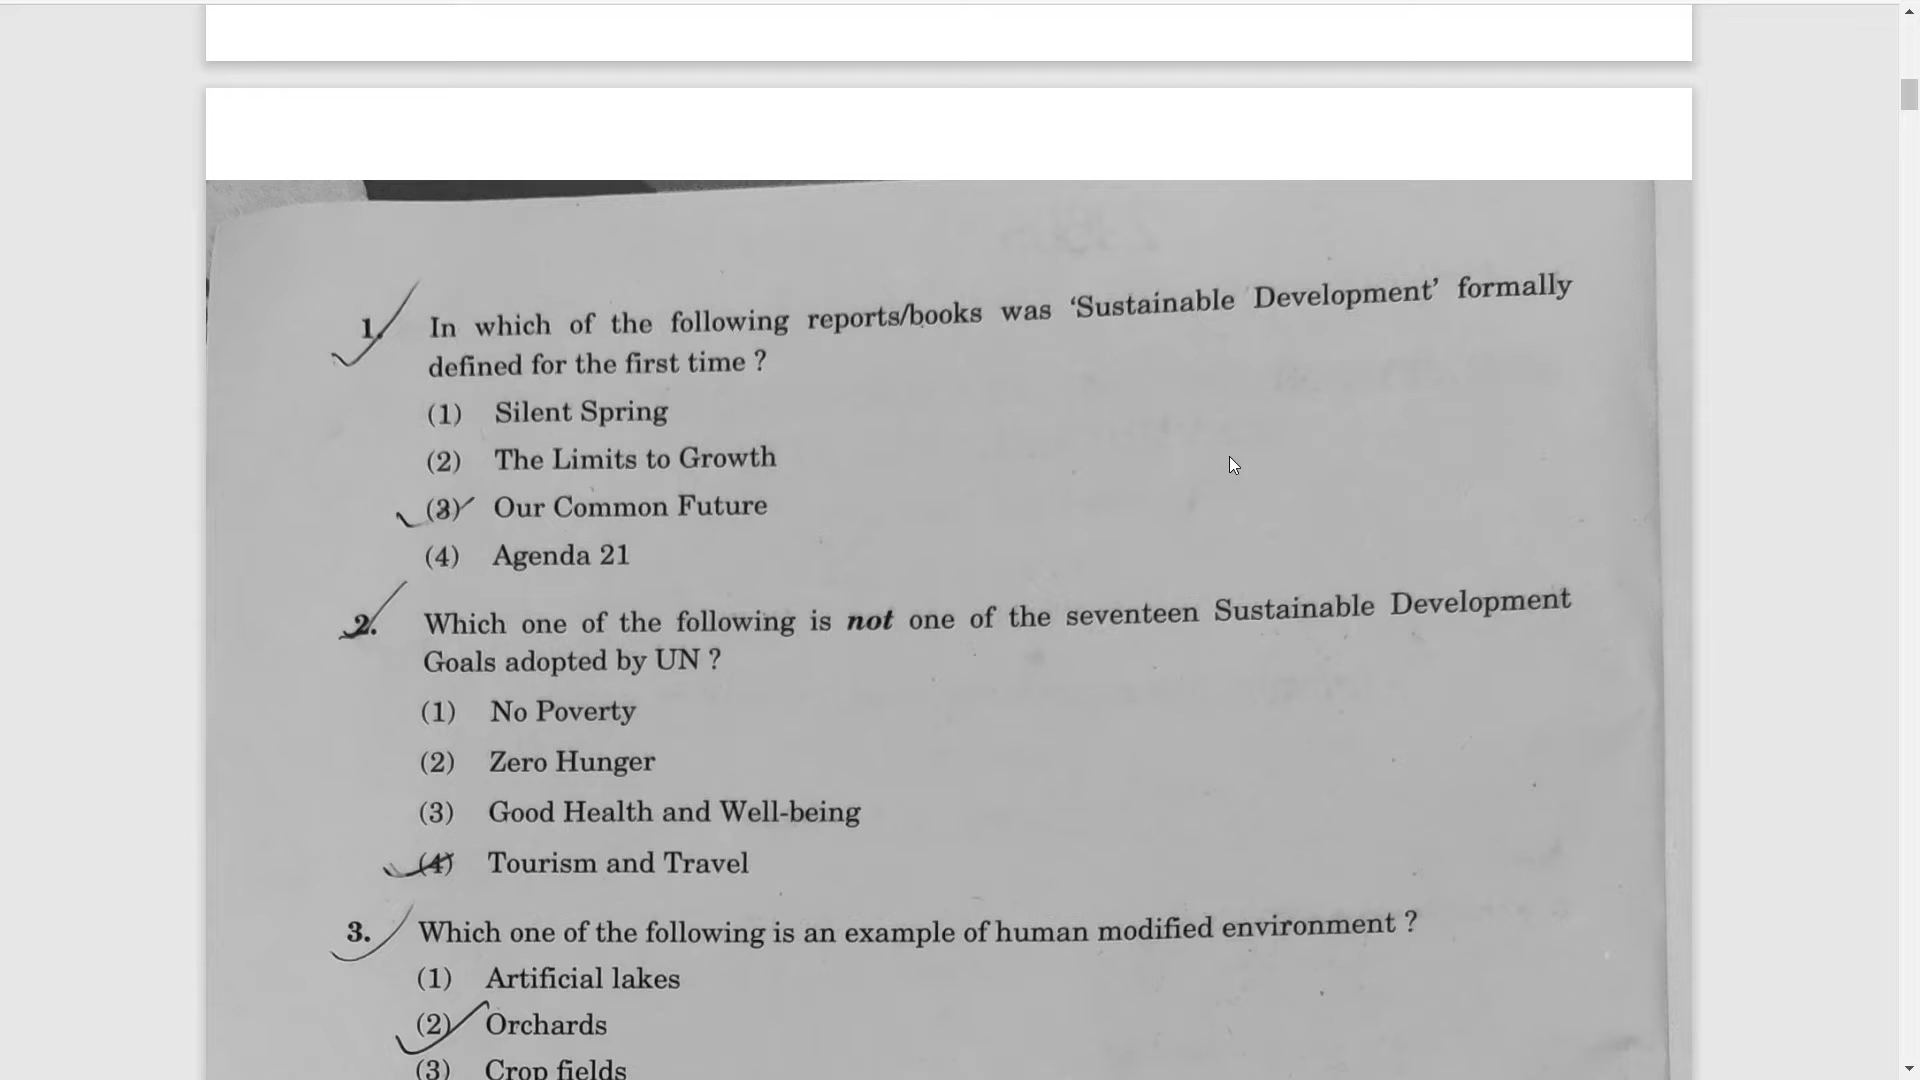 1. In which of the following reports/books was ‘Sustainable Development’ formally
defined for the first time ?
(1) Silent Spring
(2) The Limits to Growth
(3) Our Common Future
(4) Agenda 21
2. Which one of the following is not one of the seventeen Sustainable Development
Goals adopted by UN ?
(1) No Poverty
(2) Zero Hunger
(3) Good Health and Well-being
(4) Tourism and Travel
3. Which one of the following is an example of human modified environment ?
(1) Artificial lakes
(2) Orchards
(3) Crop fields